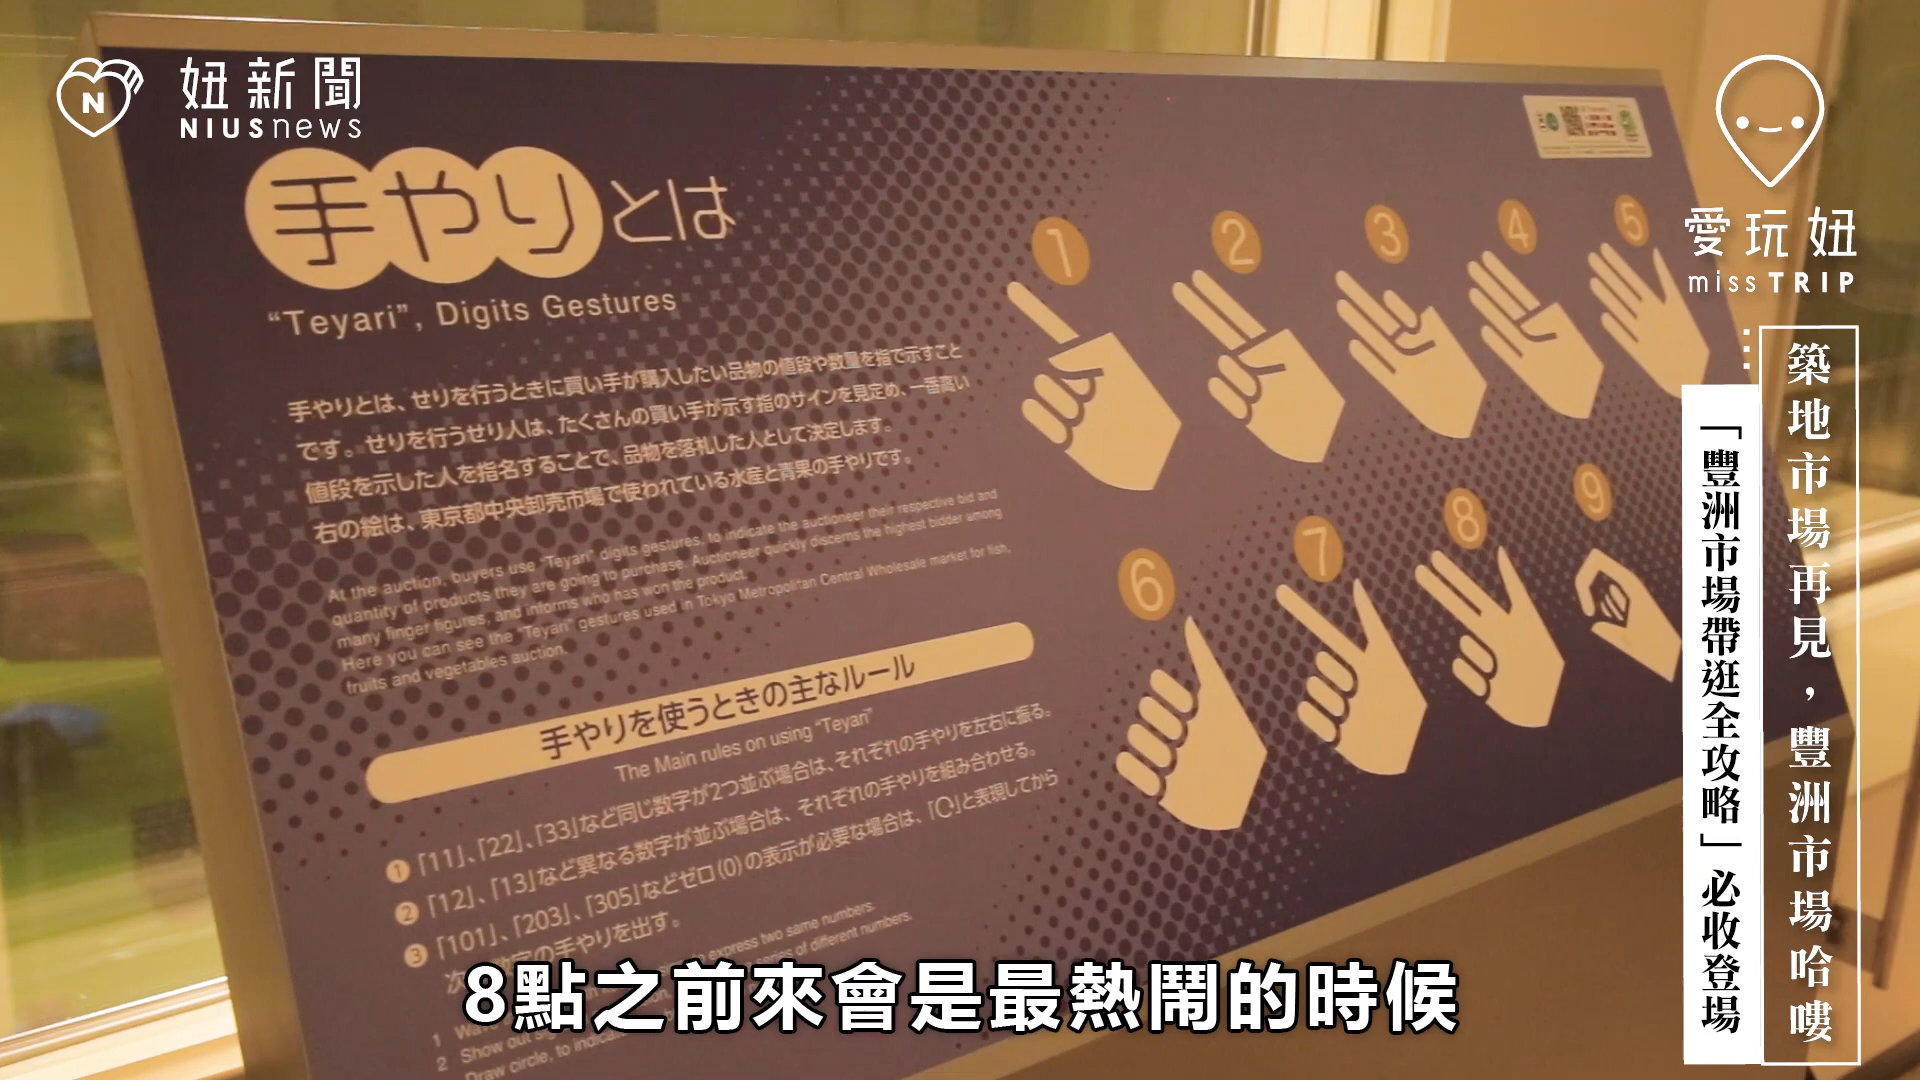 N
妞新聞
NIUSnews
手やりとは
“Teyari”, Digits Gestures
手やりとは、せりを行うときに買い手が購入したい品物の値段や数量を指で示すこと
です。せりを行うせり人は、たくさんの買い手が示す指のサインを見定め、一番高い
値段を示した人を指名することで、品物を落札した人として決定します。
右の絵は、東京都中央卸売市場で使われている水産と青果の手やりです。
At the auction, buyers use “Teyari” digits gestures, to indicate the auctioneer their respective bid and
quantity of products they are going to purchase. Auctioneer quickly discerns the highest bidder among
many finger figures, and informs who has won the product.
Here you can see the “Teyari” gestures used in Tokyo Metropolitan Central Wholesale market for fish,
fruits and vegetables auction.
手やりを使うときの主なルール
The Main rules on using “Teyari”
1 「11」、「22」、「33」など同じ数字が2つ並ぶ場合は、それぞれの手やりを左右に振る。
2 「12」、「13」など異なる数字が並ぶ場合は、それぞれの手やりを組み合わせる。
3 「101」、「203」、「305」などゼロ(0)の表示が必要な場合は、「〇」と表現してから
次の数字の手やりを出す。
express two same numbers.
series of different numbers.
1
2 Show out
Draw circle, to indic
1
2
3
4
5
6
7
8
9
愛玩妞
miss TRIP
築地市場再見，豐洲市場哈嘍
「豐洲市場帶逛全攻略」必收登場
8點之前來會是最熱鬧的時候